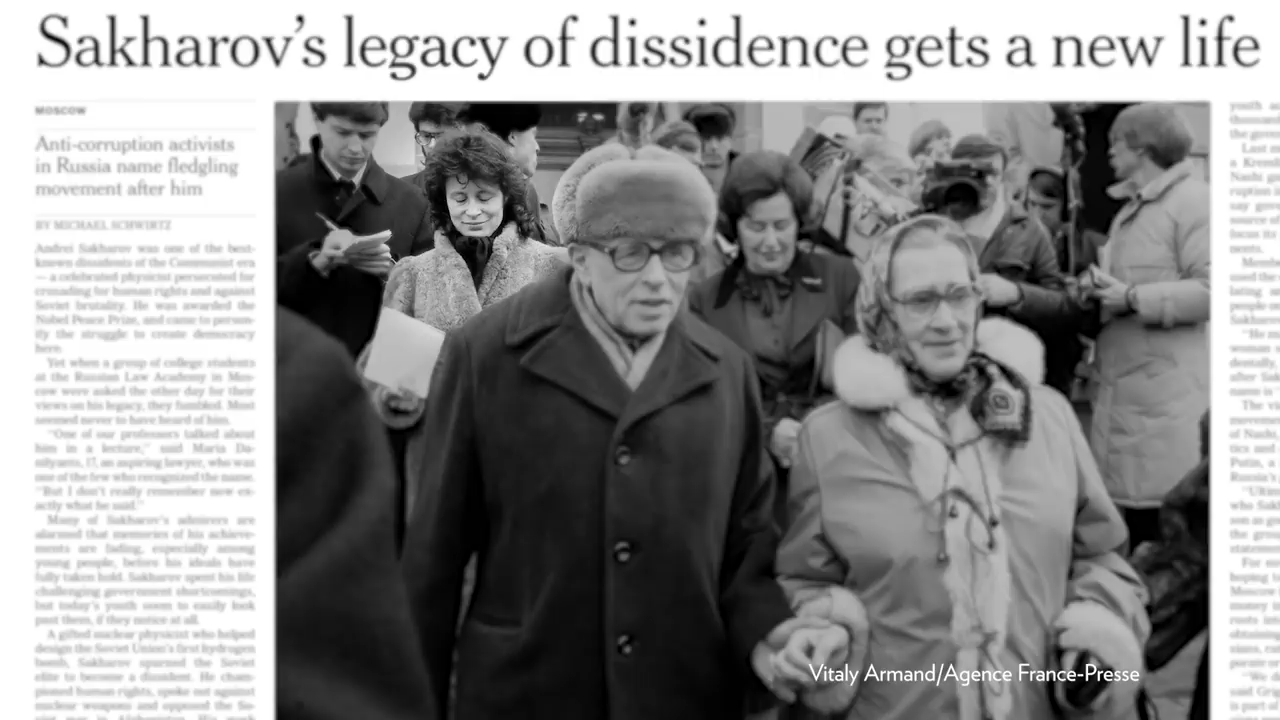 Sakharov's legacy of dissidence gets a new life
MOSCOW
Anti-corruption activists
in Russia name fledgling
movement after him
BY MICHAEL SCHWIRTZ
Andrei Sakharov was one of the best-
known dissidents of the Communist era
— a celebrated physicist persecuted for
crusading for human rights and against
Soviet brutality. He was awarded the
Nobel Peace Prize, and came to person-
ify the struggle to create democracy
here.
Yet when a group of college students
at the Russian Law Academy in Mos-
cow were asked the other day for their
views on his legacy, they fumbled. Most
seemed never to have heard of him.
"One of our professors talked about
him in a lecture," said Maria Da-
nilyants, 17, an aspiring lawyer, who was
one of the few who recognized the name.
"But I don't really remember now ex-
actly what he said."
Many of Sakharov's admirers are
alarmed that memories of his achieve-
ments are fading, especially among
young people, before his ideals have
fully taken hold. Sakharov spent his life
challenging government shortcomings,
but today's youth seem to easily look
past them, if they notice at all.
A gifted nuclear physicist who helped
design the Soviet Union's first hydrogen
bomb, Sakharov spurned the Soviet
elite to become a dissident. He cham-
pioned human rights, spoke out against
nuclear weapons and opposed the So-
viet war in Afghanistan. His work
Vitaly Armand/Agence France-Presse